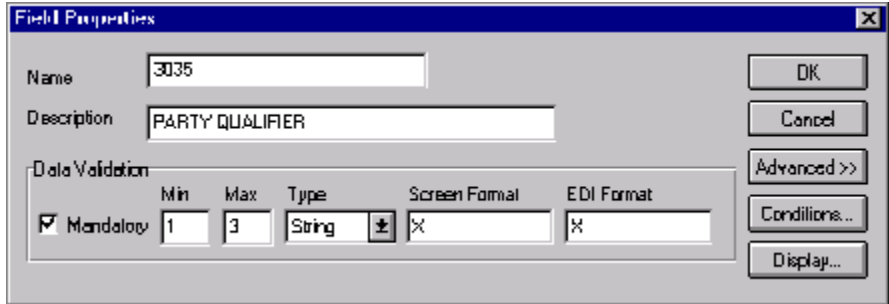 Field Properties
Name 3035 OK
Description PARTY QUALIFIER Cancel
Data Validation Advanced >>
Min Max Type Screen Format EDI Format
Mandatory 1 3 String X X Conditions...
Display...